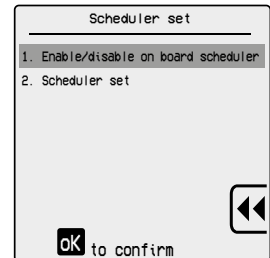 Scheduler set
1. Enable/disable on board scheduler
2. Scheduler set
OK to confirm